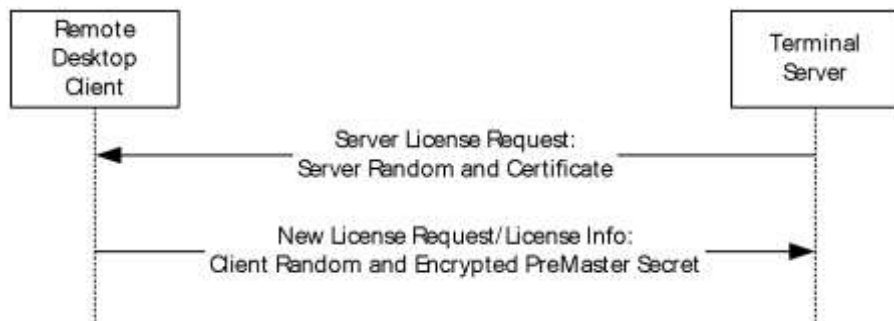 Remote
Desktop
Client
Terminal
Server
Server License Request:
Server Random and Certificate
New License Request/License Info:
Client Random and Encrypted PreMaster Secret